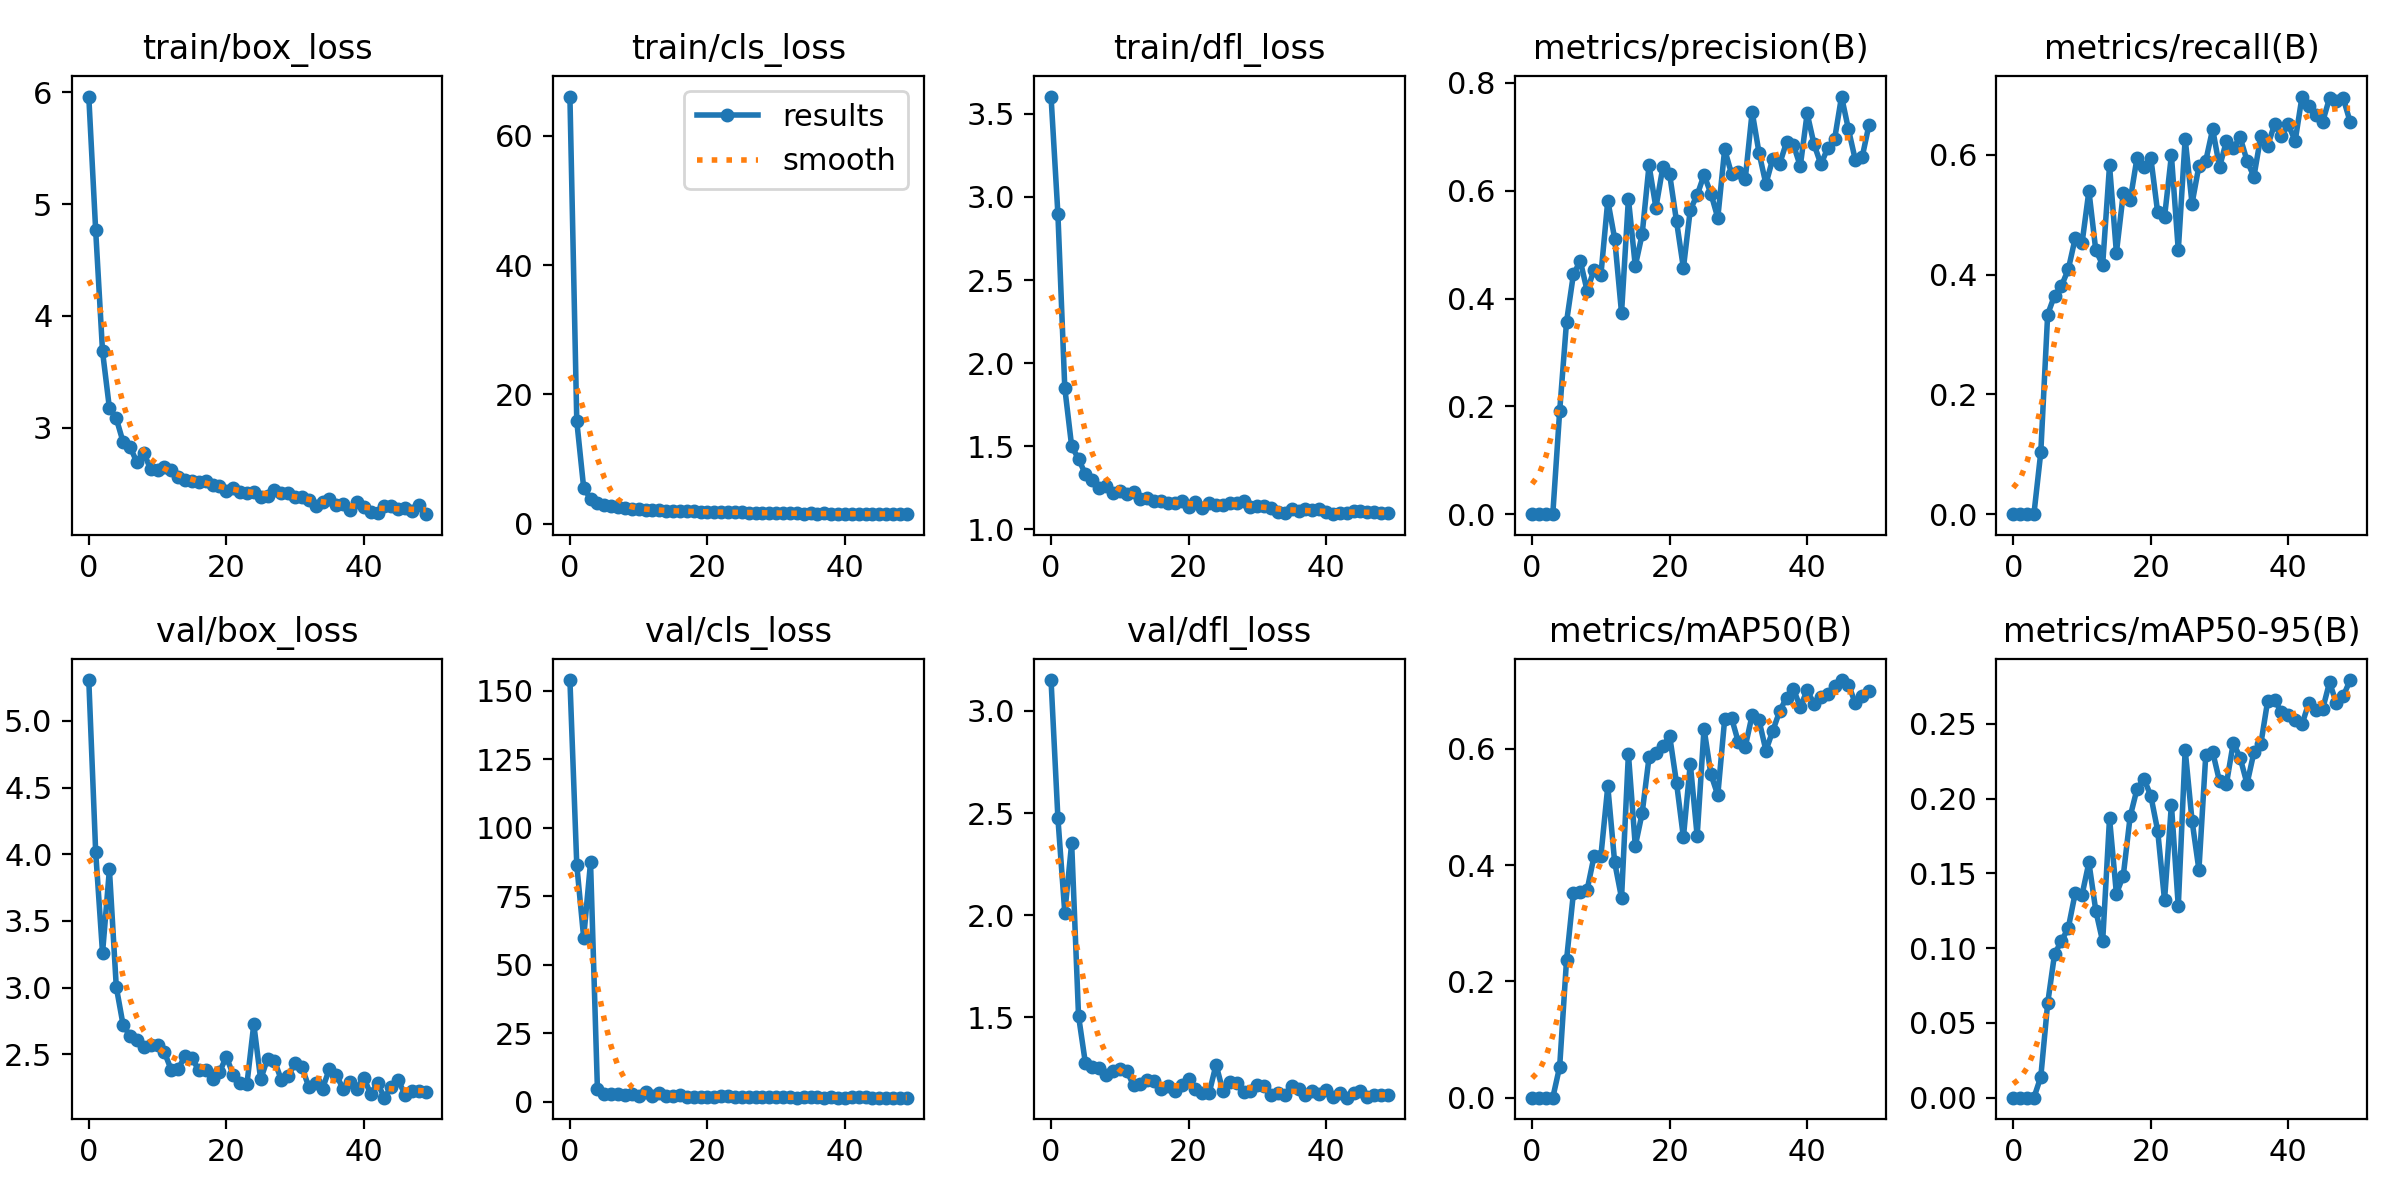 train/box_loss
train/cls_loss
train/dfl_loss
metrics/precision(B)
metrics/recall(B)
6
5
4
3
0 20 40
60
40
20
0
results
smooth
0 20 40
3.5
3.0
2.5
2.0
1.5
1.0
0 20 40
0.8
0.6
0.4
0.2
0.0
0 20 40
0.6
0.4
0.2
0.0
0 20 40
val/box_loss
val/cls_loss
val/dfl_loss
metrics/mAP50(B)
metrics/mAP50-95(B)
5.0
4.5
4.0
3.5
3.0
2.5
0 20 40
150
125
100
75
50
25
0
0 20 40
3.0
2.5
2.0
1.5
0 20 40
0.6
0.4
0.2
0.0
0 20 40
0.25
0.20
0.15
0.10
0.05
0.00
0 20 40